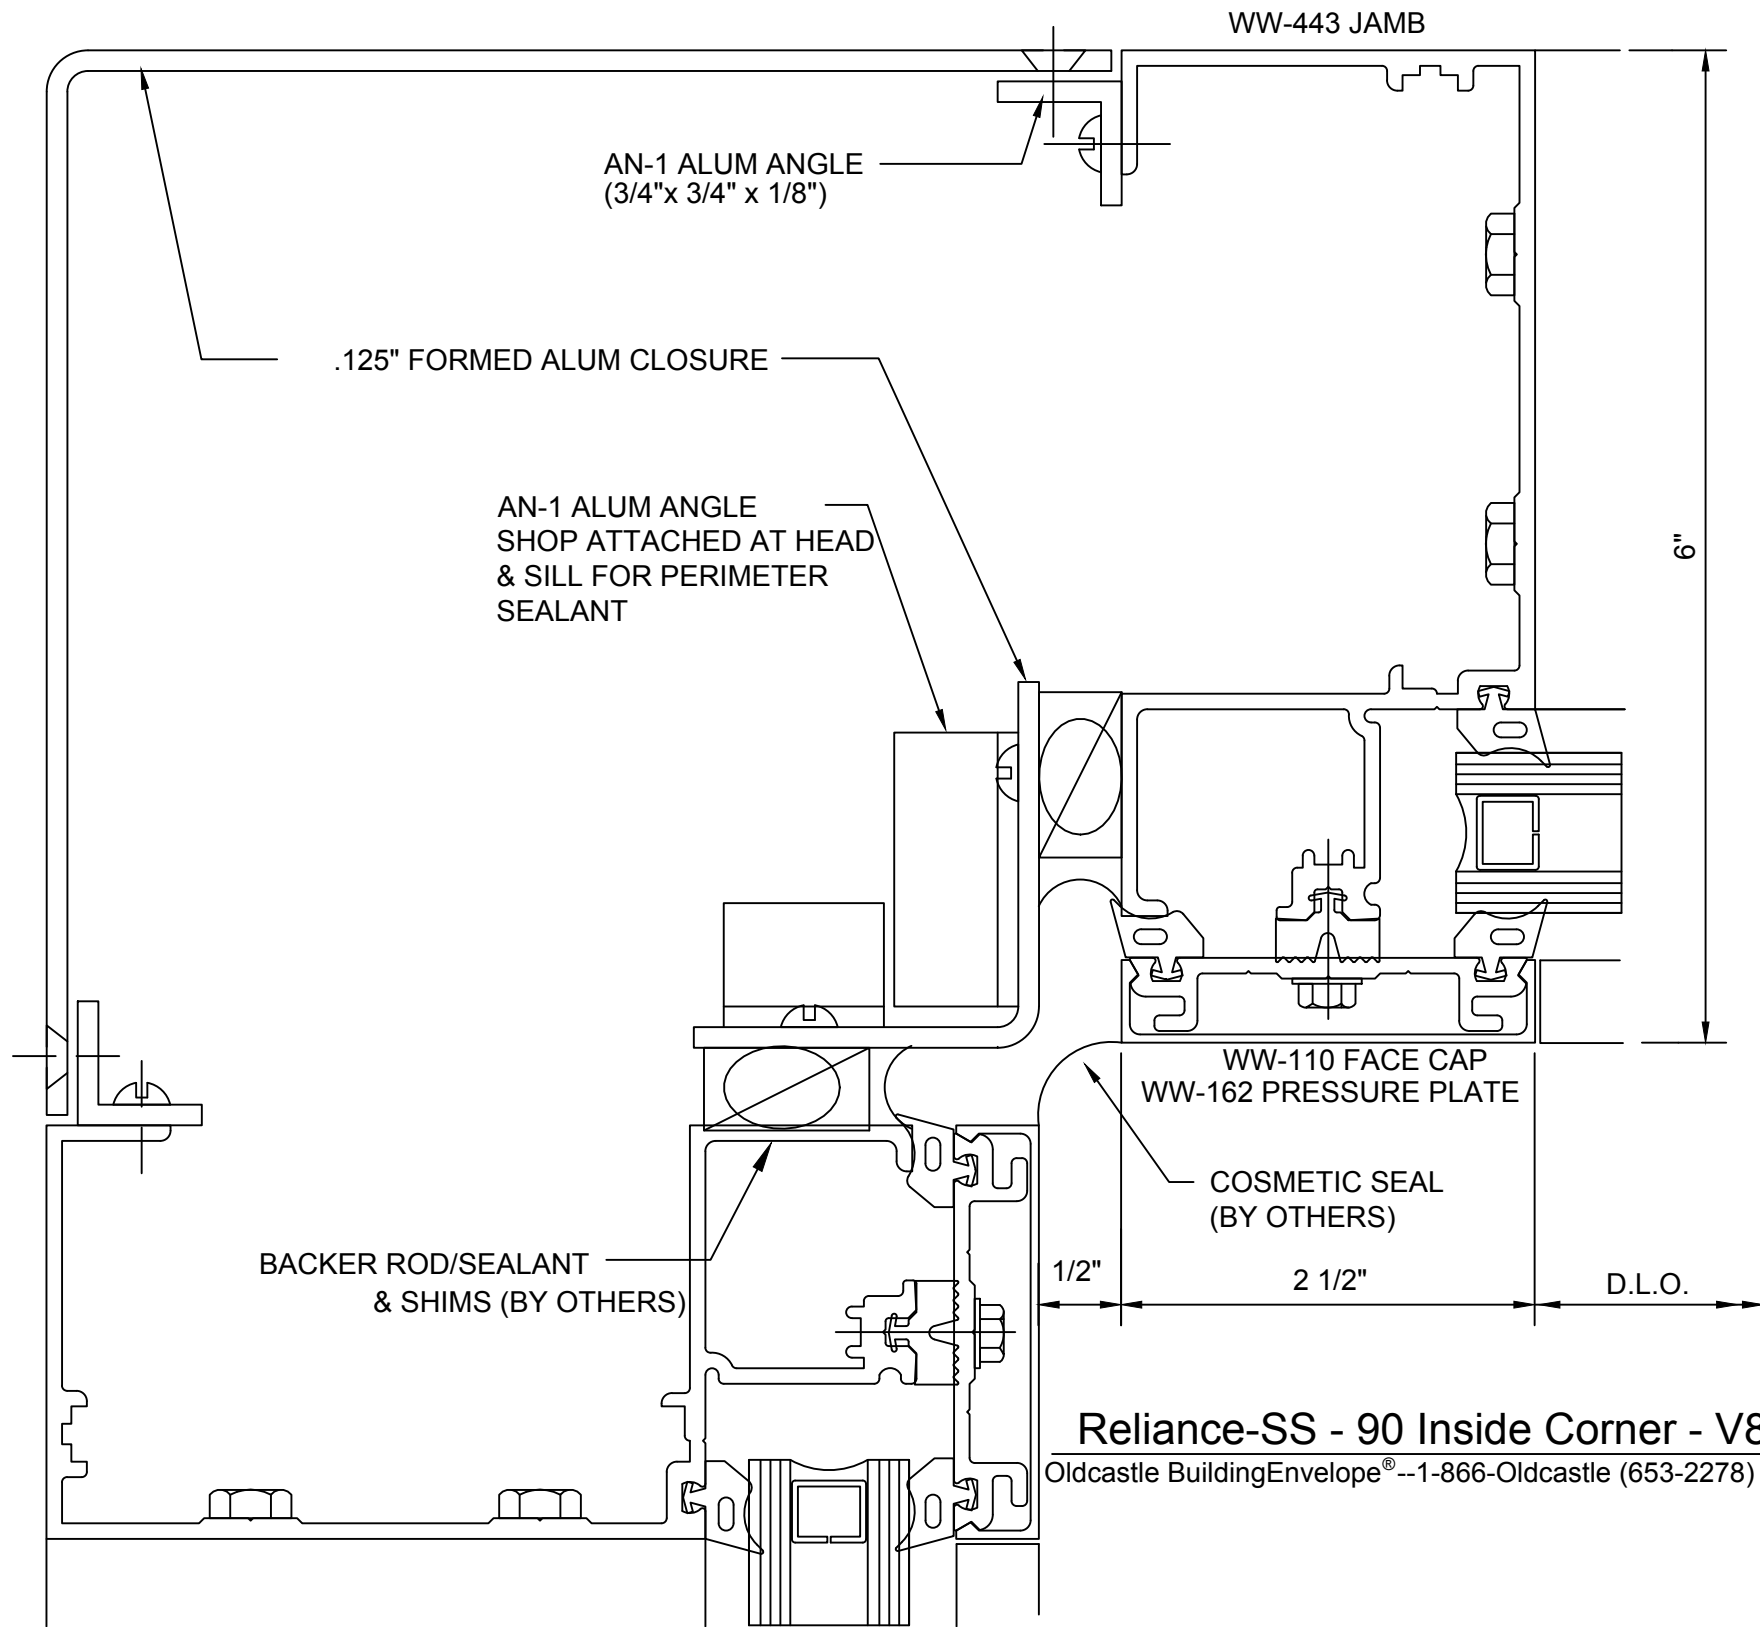 WW-443 JAMB
AN-1 ALUM ANGLE
(3/4"x 3/4" x 1/8")
.125" FORMED ALUM CLOSURE
AN-1 ALUM ANGLE
SHOP ATTACHED AT HEAD
& SILL FOR PERIMETER
SEALANT
6"
WW-110 FACE CAP
WW-162 PRESSURE PLATE
COSMETIC SEAL
(BY OTHERS)
BACKER ROD/SEALANT
& SHIMS (BY OTHERS)
1/2"
2 1/2"
D.L.O.
Reliance-SS - 90 Inside Corner - V8
Oldcastle BuildingEnvelope®--1-866-Oldcastle (653-2278)